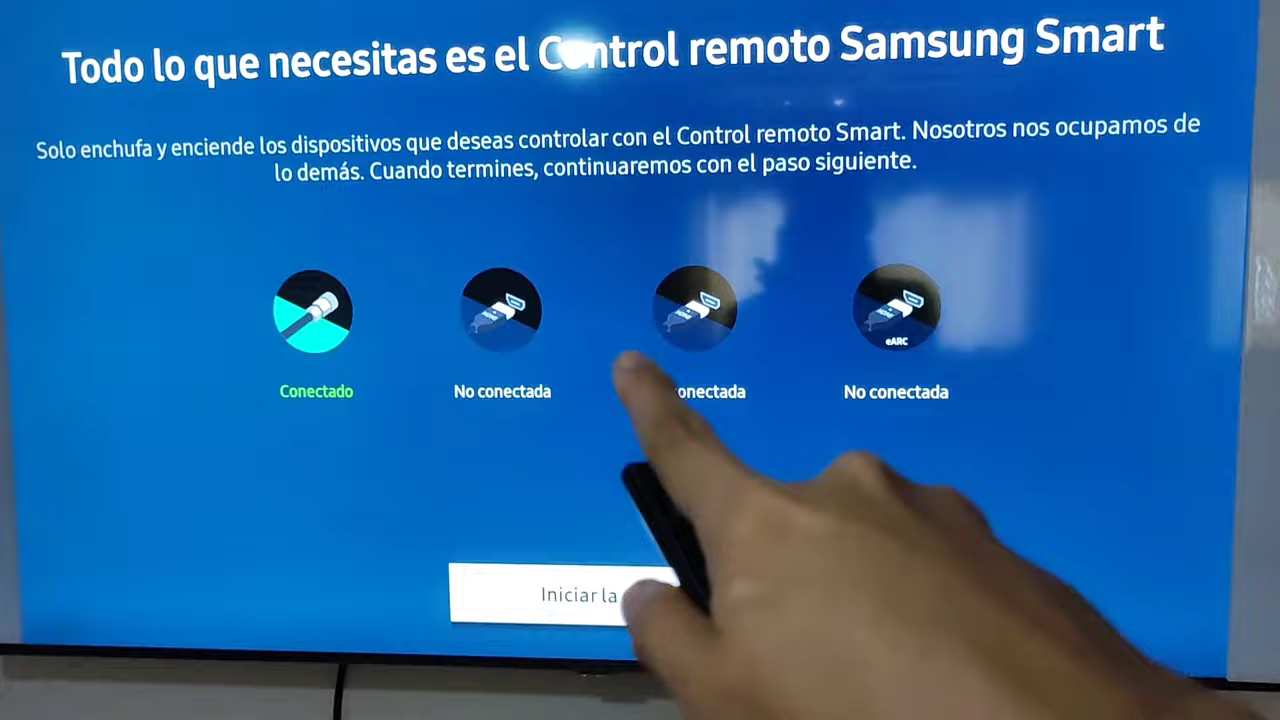 Todo lo que necesitas es el Control remoto Samsung Smart
Solo enchufa y enciende los dispositivos que deseas controlar con el Control remoto Smart. Nosotros nos ocupamos de
lo demás. Cuando termines, continuaremos con el paso siguiente.
eARC
Conectado
No conectada
conectada
No conectada
Iniciar la